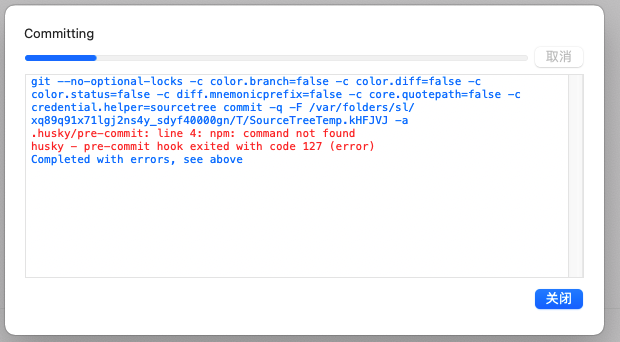 Committing
取消
git --no-optional-locks -c color.branch=false -c color.diff=false -c
color.status=false -c diff.mnemonicprefix=false -c core.quotepath=false -c
credential.helper=sourcetree commit -q -F /var/folders/sl/
xq89q91x71lgj2ns4y_sdyf40000gn/T/SourceTreeTemp.kHFJVJ -a
.husky/pre-commit: line 4: npm: command not found
husky - pre-commit hook exited with code 127 (error)
Completed with errors, see above
关闭